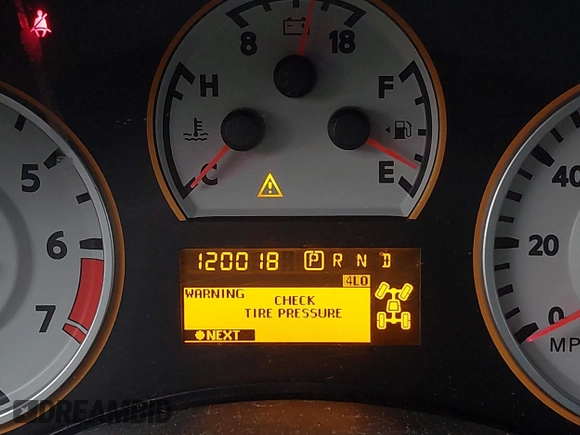 8 18
H F
C E
5
6
7
40
20
0
MP
120018 P R N D
4LO
WARNING
CHECK
TIRE PRESSURE
NEXT
DREAMBID